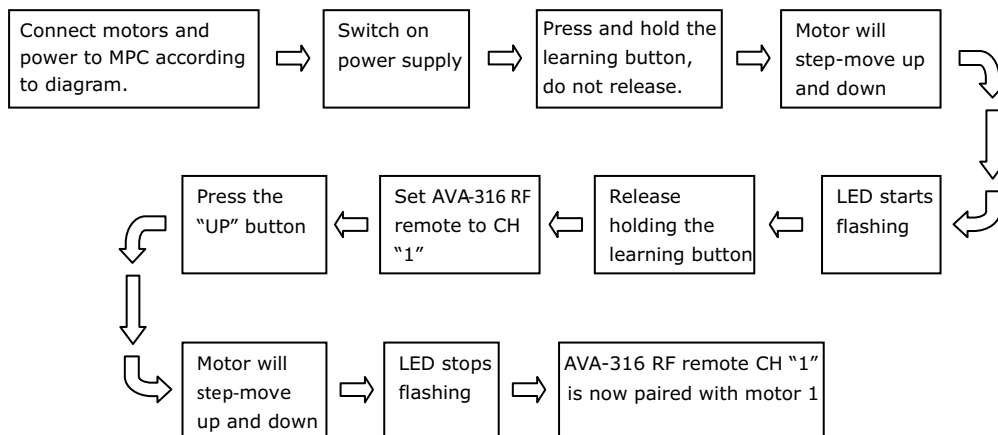 Connect motors and
power to MPC according
to diagram.
Switch on
power supply
Press and hold the
learning button,
do not release.
Motor will
step-move up
and down
LED starts
flashing
Release
holding the
learning button
Set AVA-316 RF
remote to CH
“1”
Press the
“UP” button
Motor will
step-move
up and down
LED stops
flashing
AVA-316 RF remote CH “1”
is now paired with motor 1